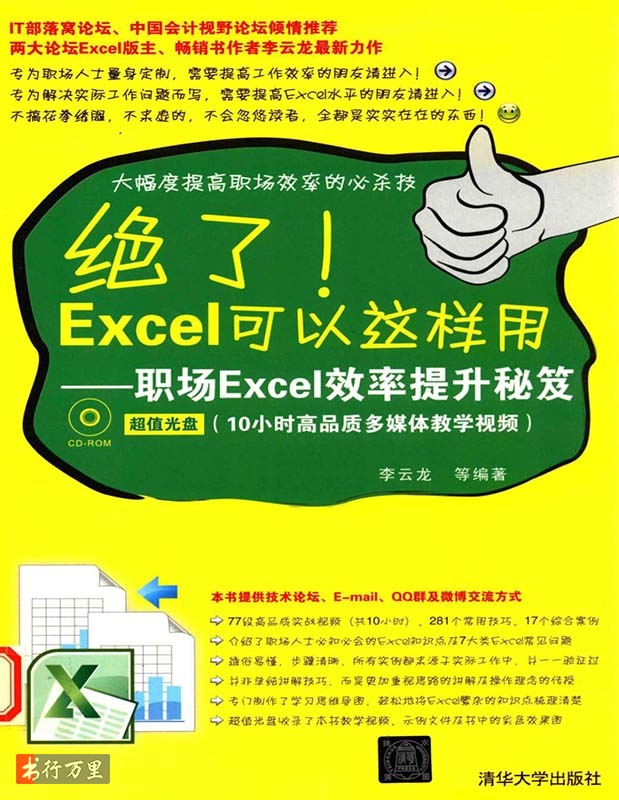 IT部落窝论坛、中国会计视野论坛倾情推荐
两大论坛Excel版主、畅销书作者李云龙最新力作
专为职场人士量身定制，需要提高工作效率的朋友请进入！
专为解决实际工作问题而写，需要提高Excel水平的朋友请进入！
不搞花拳绣腿，不来虚的，不会忽悠读者，全都是实实在在的东西！
大幅度提高职场效率的必杀技
绝了！
Excel可以这样用
——职场Excel效率提升秘笈
CD-ROM
超值光盘（10小时高品质多媒体教学视频）
李云龙 等编著
本书提供技术论坛、E-mail、QQ群及微博交流方式
77段高品质实战视频（共10小时）、281个常用技巧、17个综合案例
介绍了职场人士必知必会的Excel知识点及7大类Excel常见问题
通俗易懂，步骤清晰，所有实例都来源于实际工作中，并一一验证过
并非单纯讲解技巧，而是更加重视思路的讲解及操作理念的传授
专门制作了学习思维导图，轻松地将Excel繁杂的知识点梳理清楚
超值光盘收录了本书教学视频、示例文件及书中的彩色效果图
X
书行万里
清华大学出版社